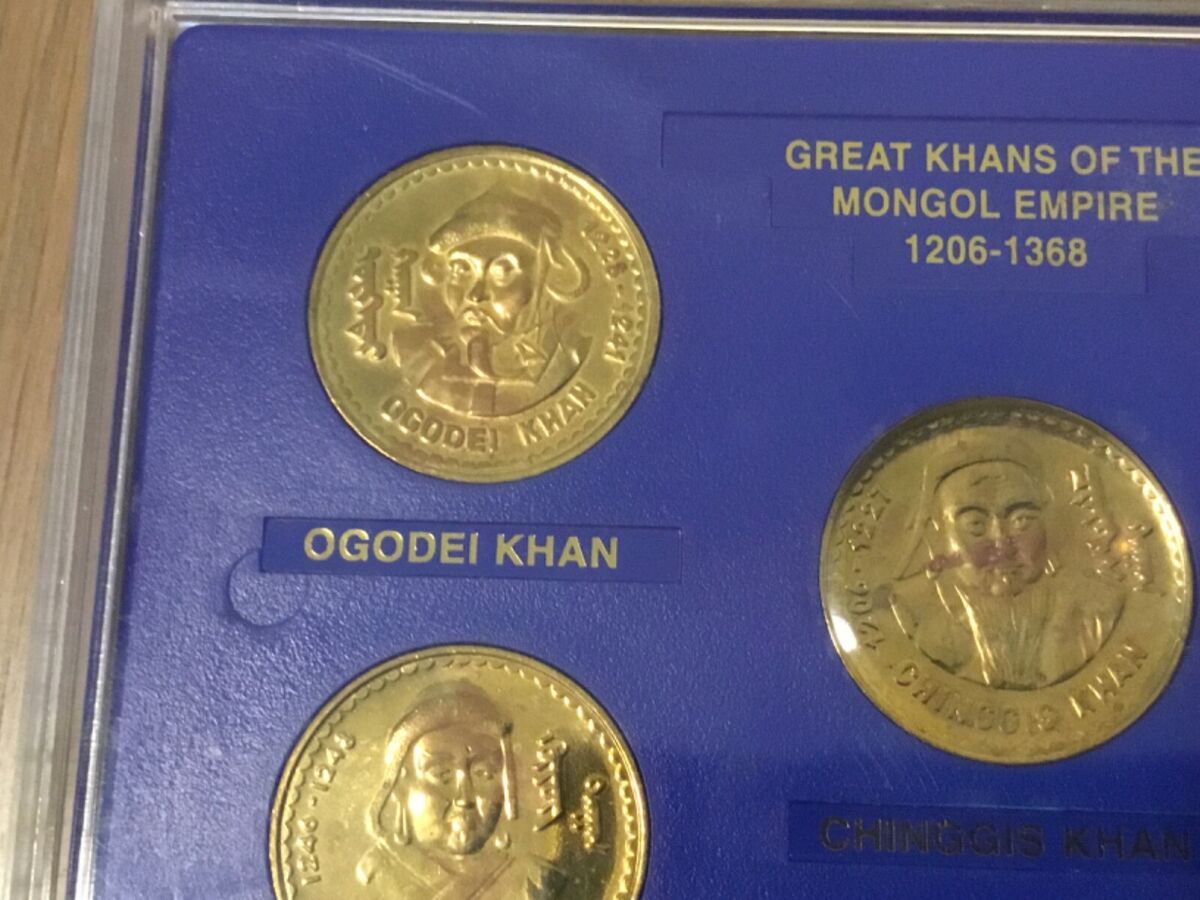 GREAT KHANS OF THE
MONGOL EMPIRE
1206-1368
1228 - 1241
OGODEI KHAN
OGODEI KHAN
1206 - 1227
CHINGGIS KHAN
CHINGGIS KHAN
1246 - 1248